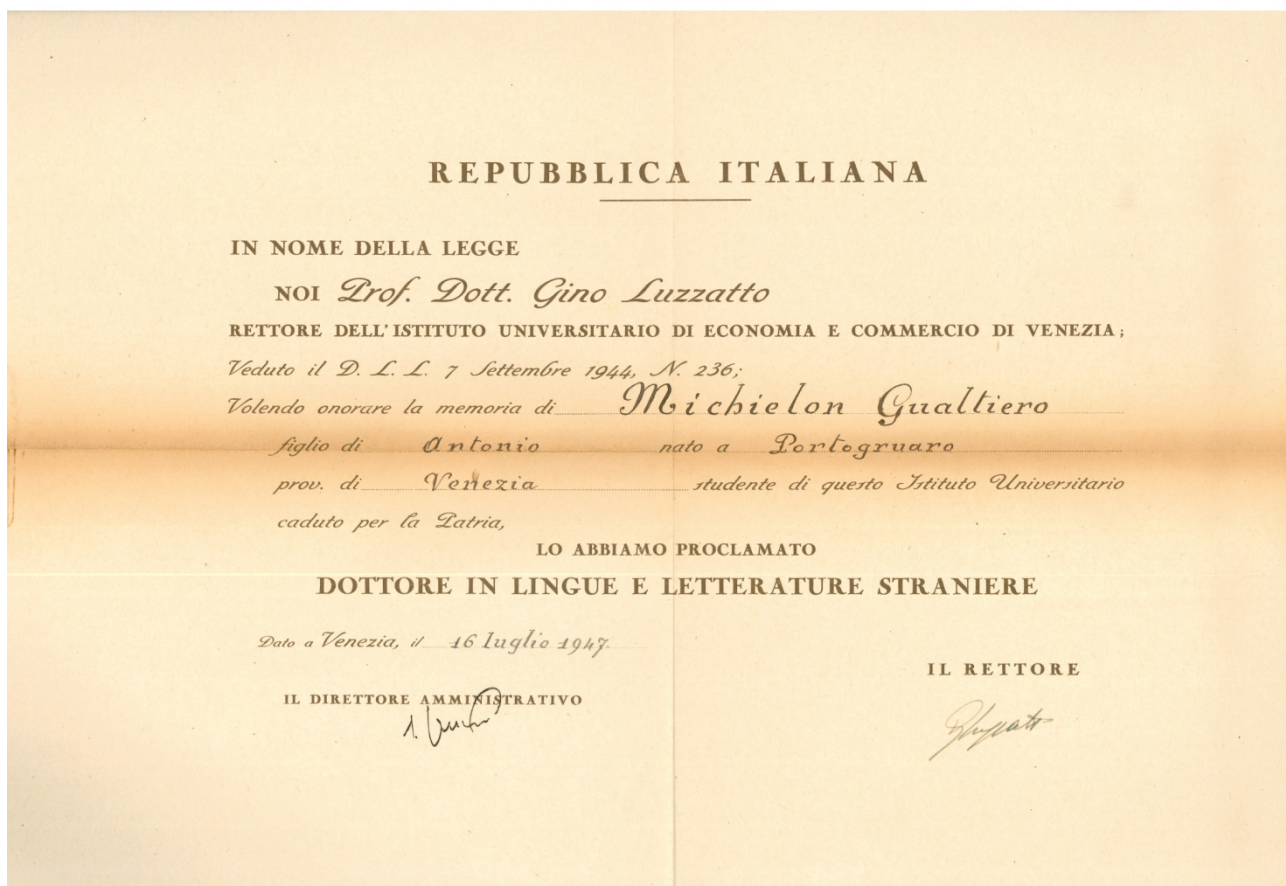 REPUBBLICA ITALIANA
IN NOME DELLA LEGGE
NOI Prof. Dott. Gino Luzzatto
RETTORE DELL'ISTITUTO UNIVERSITARIO DI ECONOMIA E COMMERCIO DI VENEZIA;
Veduto il D. L. L. 7 Settembre 1944, N. 236;
Volendo onorare la memoria di Michielon Gualtiero
figlio di Antonio nato a Portogruaro
prov. di Venezia studente di questo Istituto Universitario
caduto per la Patria,
LO ABBIAMO PROCLAMATO
DOTTORE IN LINGUE E LETTERATURE STRANIERE
Dato a Venezia, il 16 luglio 1947.
IL RETTORE
IL DIRETTORE AMMINISTRATIVO